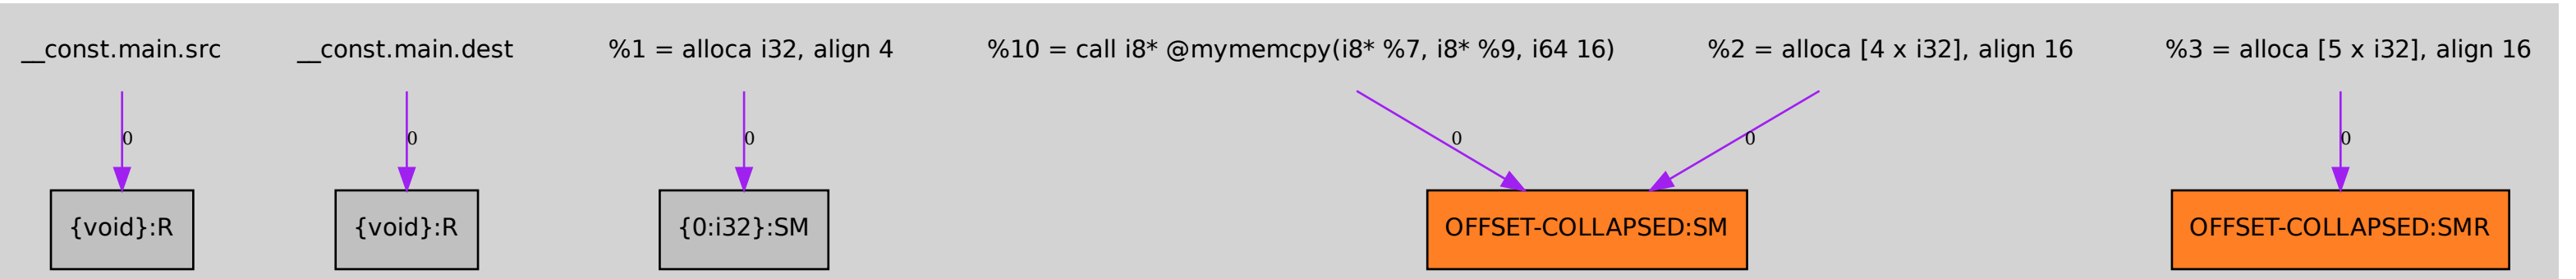 __const.main.src
__const.main.dest
%1 = alloca i32, align 4
%10 = call i8* @mymemcpy(i8* %7, i8* %9, i64 16)
%2 = alloca [4 x i32], align 16
%3 = alloca [5 x i32], align 16
0
0
0
0
0
0
{void}:R
{void}:R
{0:i32}:SM
OFFSET-COLLAPSED:SM
OFFSET-COLLAPSED:SMR